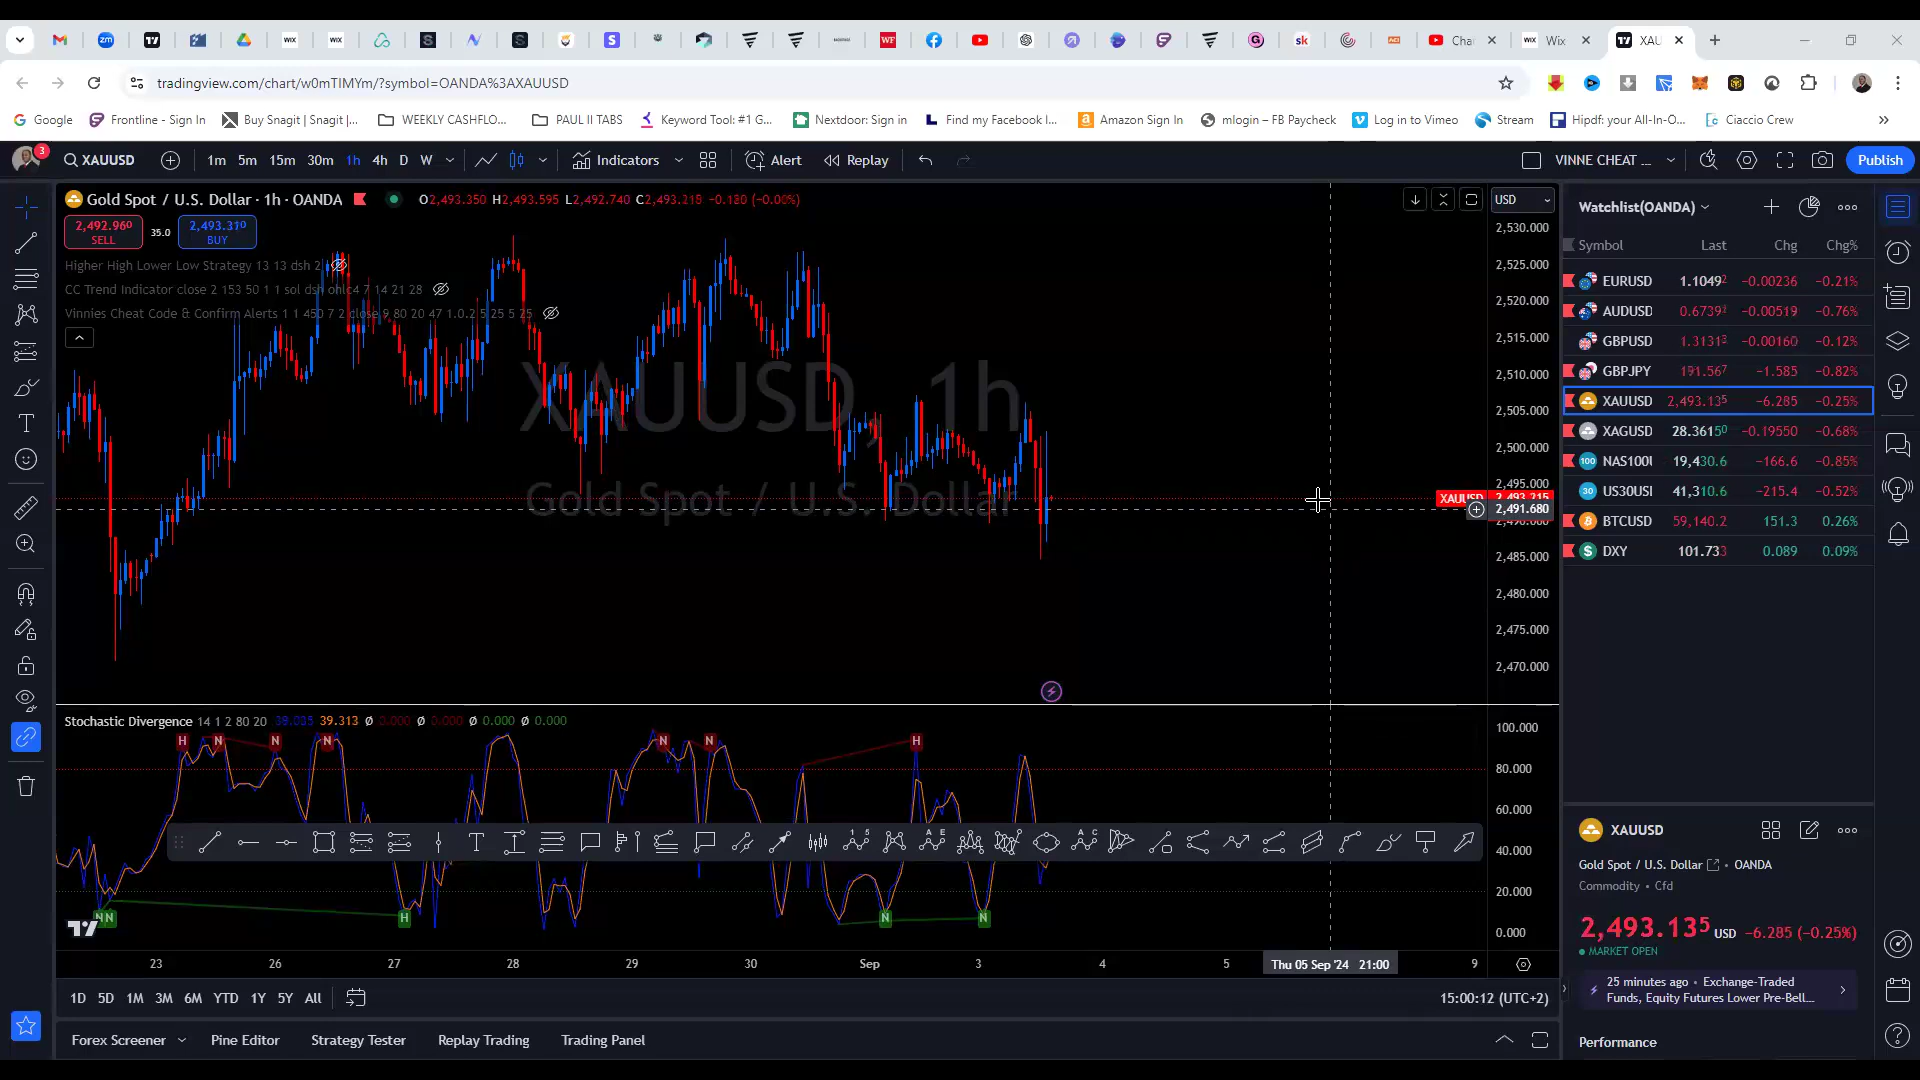 Cha
Wix
XAU
tradingview.com/chart/w0mTIMYm/?symbol=OANDA%3AXAUUSD
Google
Frontline - Sign In
Buy Snagit | Snagit |...
WEEKLY CASHFLO...
PAUL II TABS
Keyword Tool: #1 G...
Nextdoor: Sign in
Find my Facebook I...
Amazon Sign In
mlogin – FB Paycheck
Log in to Vimeo
Stream
Hipdf: your All-In-O...
Ciaccio Crew
3
XAUUSD
1m 5m 15m 30m 1h 4h D W
Indicators
Alert
Replay
VINNE CHEAT ...
Publish
Gold Spot / U.S. Dollar · 1h · OANDA
O2,493.350 H2,493.595 L2,492.740 C2,493.215 −0.130 (−0.00%)
2,492.960
SELL
35.0
2,493.310
BUY
Higher High Lower Low Strategy 13 13 dsh 2
CC Trend Indicator close 2 153 50 1 1 sol dsh ohlc4 7 14 21 28
Vinnies Cheat Code & Confirm Alerts 1 1 450 7 2 close 9 80 20 47 1.0.2 5 25 5 25
XAUUSD, 1h
Gold Spot / U.S. Dollar
USD
2,530.000
2,525.000
2,520.000
2,515.000
2,510.000
2,505.000
2,500.000
2,495.000
XAUUSD 2,493.215
2,491.680
2,490.000
2,485.000
2,480.000
2,475.000
2,470.000
Stochastic Divergence 14 1 2 80 20 39.313 Ø 0.000 Ø 0.000 Ø 0.000 Ø 0.000
H N N N N N H
N N H N N
100.000
80.000
60.000
40.000
20.000
0.000
23 26 27 28 29 30 Sep 3 4 5 Thu 05 Sep '24 21:00 9
1D 5D 1M 3M 6M YTD 1Y 5Y All
15:00:12 (UTC+2)
Forex Screener
Pine Editor
Strategy Tester
Replay Trading
Trading Panel
Watchlist(OANDA)
Symbol Last Chg Chg%
EURUSD 1.10492 −0.00236 −0.21%
AUDUSD 0.67391 −0.00519 −0.76%
GBPUSD 1.31313 −0.00160 −0.12%
GBPJPY 191.567 −1.585 −0.82%
XAUUSD 2,493.135 −6.285 −0.25%
XAGUSD 28.36150 −0.19550 −0.68%
NAS100 19,430.6 −166.6 −0.85%
US30USI 41,310.6 −215.4 −0.52%
BTCUSD 59,140.2 151.3 0.26%
DXY 101.733 0.089 0.09%
XAUUSD
Gold Spot / U.S. Dollar • OANDA
Commodity • Cfd
2,493.135 USD −6.285 (−0.25%)
MARKET OPEN
25 minutes ago • Exchange-Traded
Funds, Equity Futures Lower Pre-Bell...
Performance